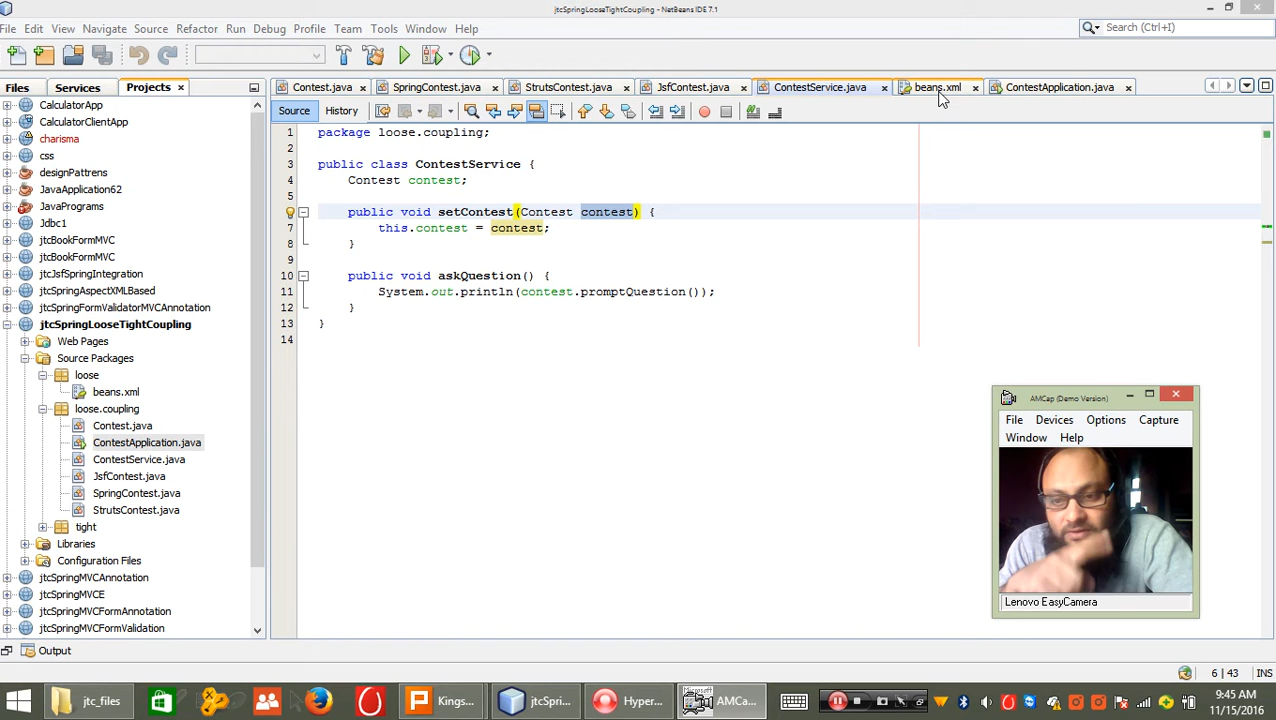 jtcSpringLooseTightCoupling - NetBeans IDE 7.1
File Edit View Navigate Source Refactor Run Debug Profile Team Tools Window Help
Search (Ctrl+I)
Files Services Projects
Contest.java SpringContest.java StrutsContest.java JsfContest.java ContestService.java beans.xml ContestApplication.java
Source History
CalculatorApp
CalculatorClientApp
charisma
css
designPattrens
JavaApplication62
JavaPrograms
Jdbc1
jtcBookFormMVC
jtcBookFormMVC
jtcJsfSpringIntegration
jtcSpringAspectXMLBased
jtcSpringFormValidatorMVCAnnotation
jtcSpringLooseTightCoupling
Web Pages
Source Packages
loose
beans.xml
loose.coupling
Contest.java
ContestApplication.java
ContestService.java
JsfContest.java
SpringContest.java
StrutsContest.java
tight
Libraries
Configuration Files
jtcSpringMVCAnnotation
jtcSpringMVCE
jtcSpringMVCFormAnnotation
jtcSpringMVCFormValidation
1 package loose.coupling;
2
3 public class ContestService {
4 Contest contest;
5
6 public void setContest(Contest contest) {
7 this.contest = contest;
8 }
9
10 public void askQuestion() {
11 System.out.println(contest.promptQuestion());
12 }
13 }
14
AMCap (Demo Version)
File Devices Options Capture
Window Help
Lenovo EasyCamera
Output
6 | 43 INS
jtc_files
Kings...
jtcSpri...
Hyper...
AMCa...
9:45 AM
11/15/2016